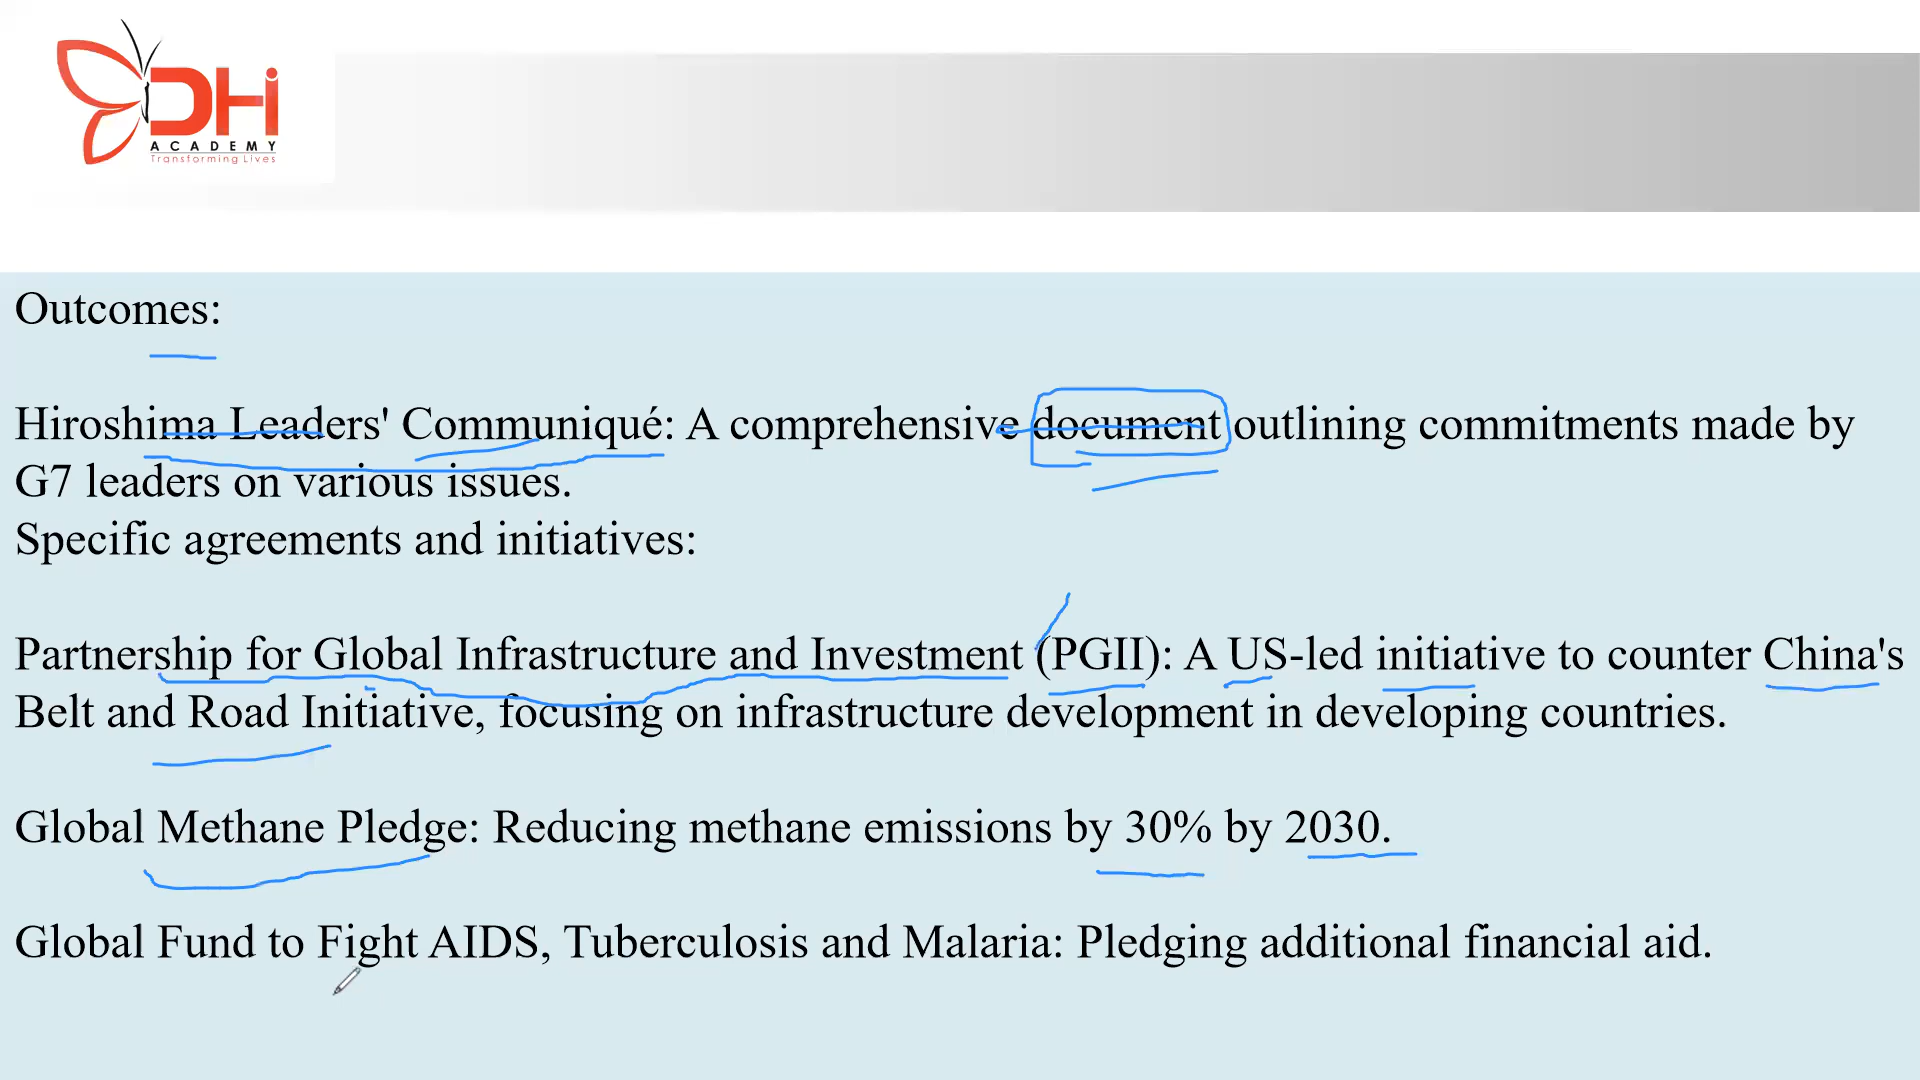 DHi
ACADEMY
Transforming Lives
Outcomes:
Hiroshima Leaders' Communiqué: A comprehensive document outlining commitments made by
G7 leaders on various issues.
Specific agreements and initiatives:
Partnership for Global Infrastructure and Investment (PGII): A US-led initiative to counter China's
Belt and Road Initiative, focusing on infrastructure development in developing countries.
Global Methane Pledge: Reducing methane emissions by 30% by 2030.
Global Fund to Fight AIDS, Tuberculosis and Malaria: Pledging additional financial aid.